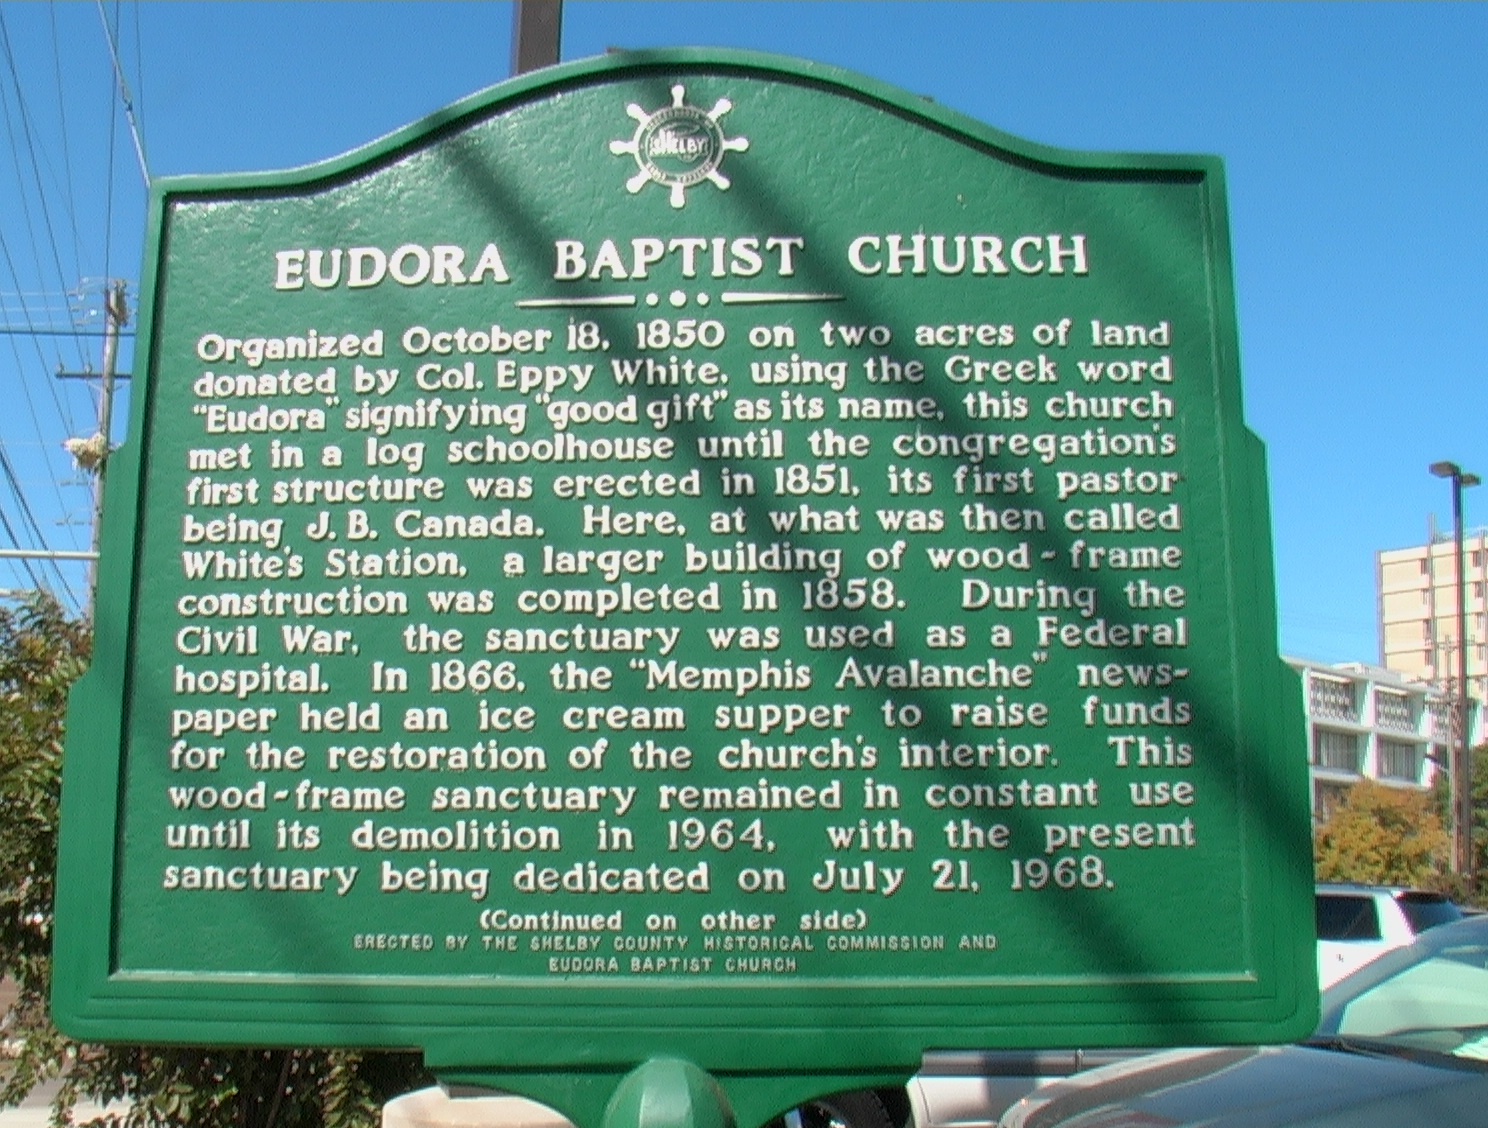 SHELBY
EUDORA BAPTIST CHURCH
Organized October 18, 1850 on two acres of land
donated by Col. Eppy White, using the Greek word
"Eudora" signifying "good gift" as its name, this church
met in a log schoolhouse until the congregation's
first structure was erected in 1851, its first pastor
being J. B. Canada. Here, at what was then called
White's Station, a larger building of wood-frame
construction was completed in 1858. During the
Civil War, the sanctuary was used as a Federal
hospital. In 1866, the "Memphis Avalanche" news-
paper held an ice cream supper to raise funds
for the restoration of the church's interior. This
wood-frame sanctuary remained in constant use
until its demolition in 1964, with the present
sanctuary being dedicated on July 21, 1968.
(Continued on other side)
ERECTED BY THE SHELBY COUNTY HISTORICAL COMMISSION AND
EUDORA BAPTIST CHURCH